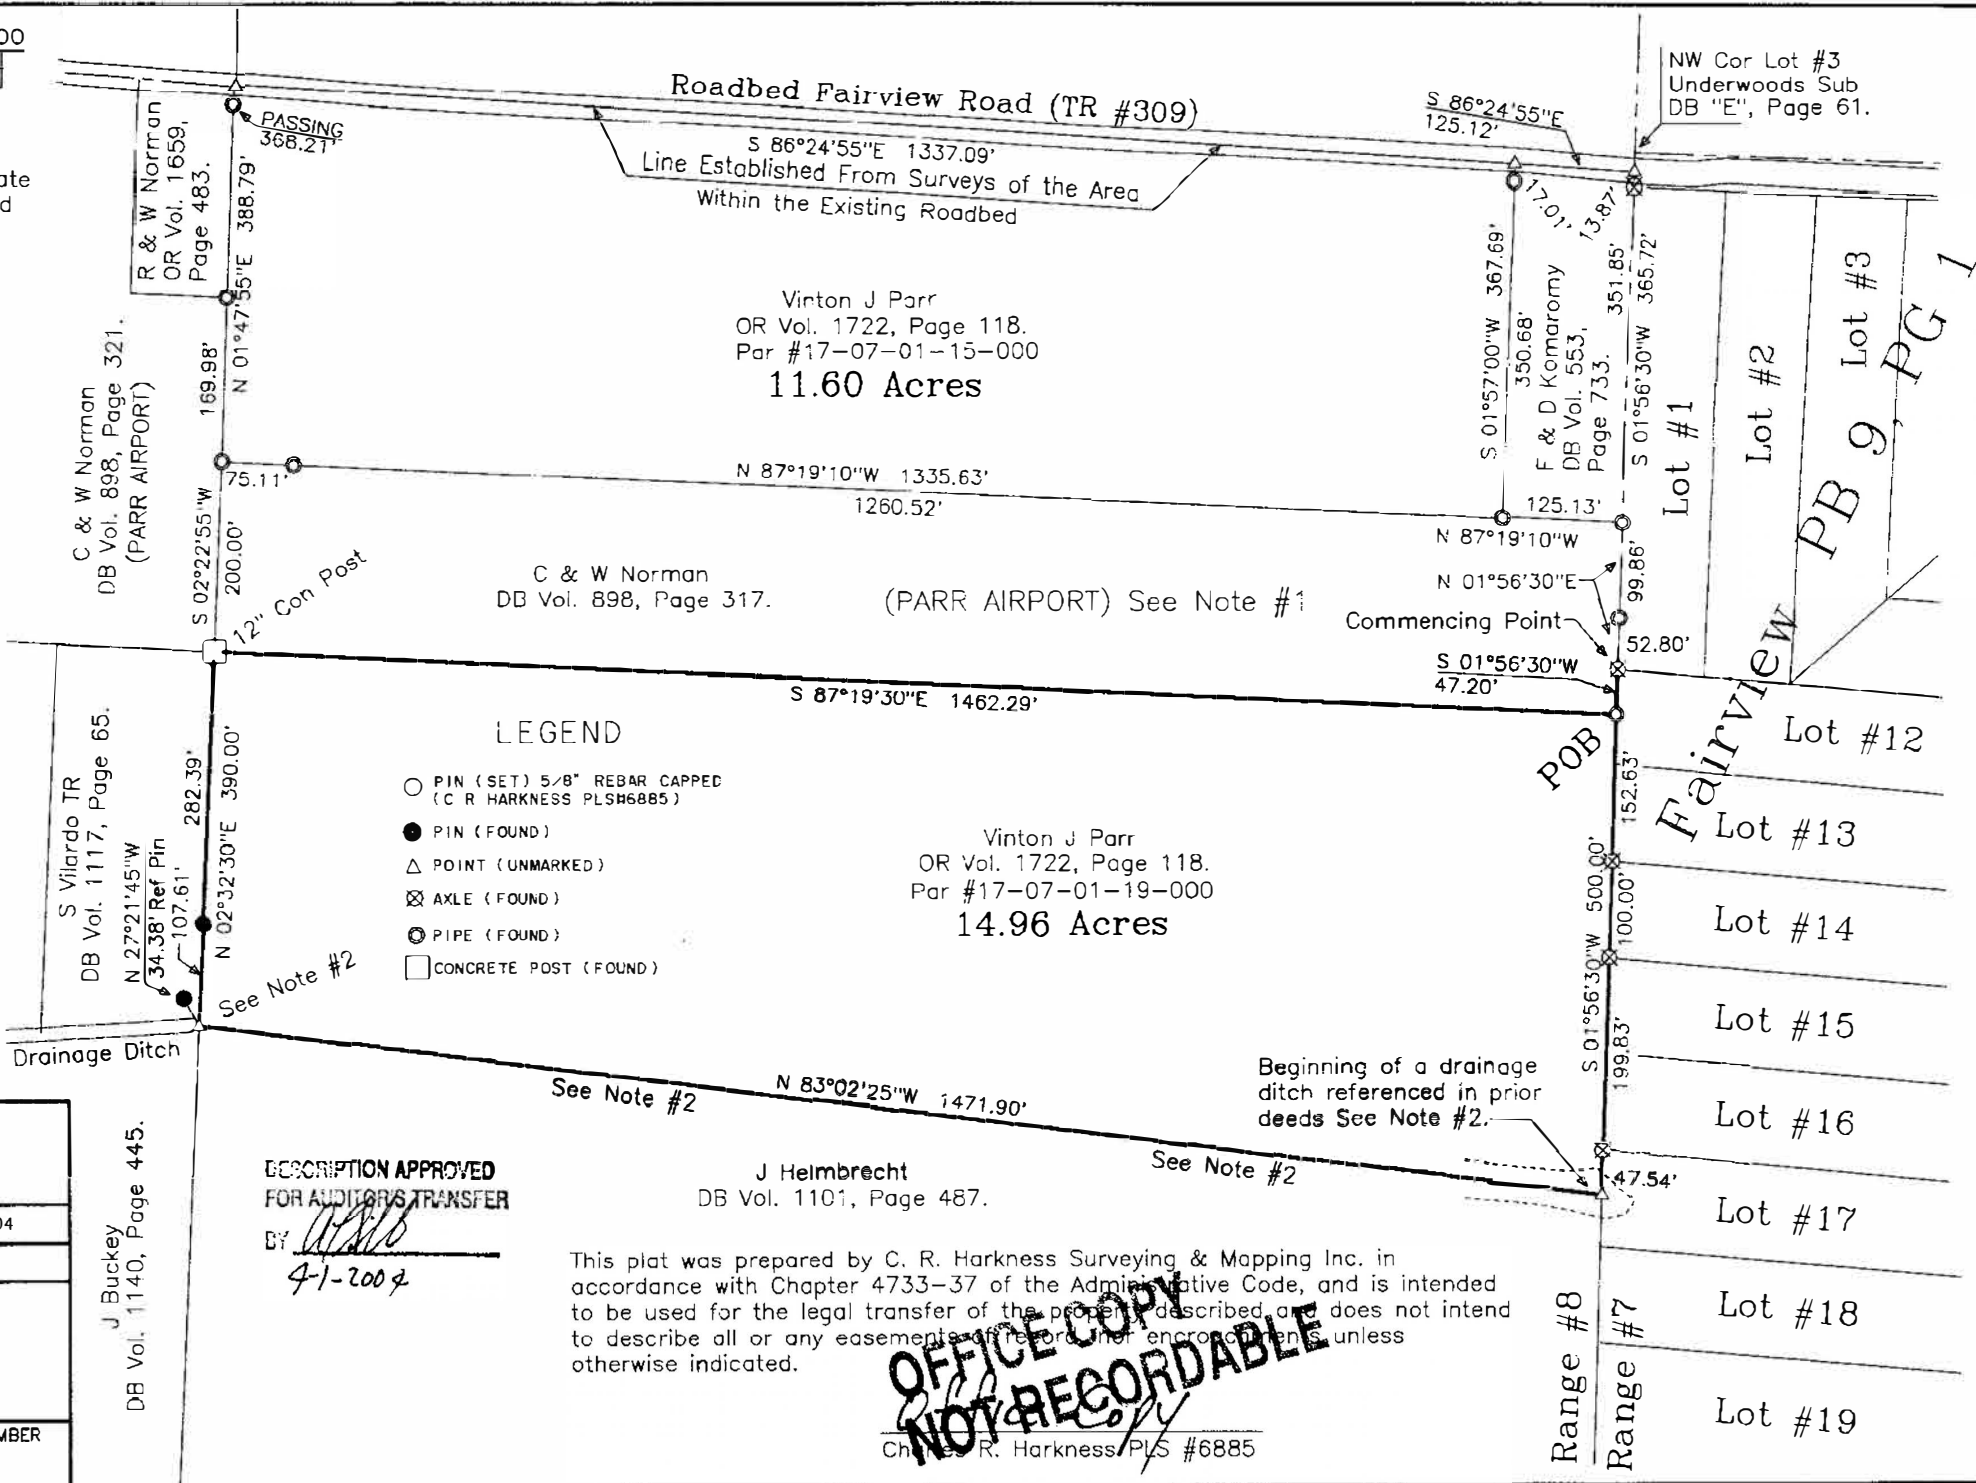 00
ate
d
Roadbed Fairview Road (TR #309)
S 86°24'55"E
125.12'
NW Cor Lot #3
Underwoods Sub
DB "E", Page 61.
PASSING
368.21'
S 86°24'55"E 1337.09'
Line Established From Surveys of the Area
Within the Existing Roadbed
R & W Norman
OR Vol. 1659,
Page 483.
N 01°47'55"E 388.79'
17.01'
13.87'
S 01°57'00"W 367.69'
350.68'
F & D Komaromy
DB Vol. 553,
Page 733.
351.85'
S 01°56'30"W 365.72'
Lot #1
Lot #2
Lot #3
Fairview PB 9, PG 1
Vinton J Parr
OR Vol. 1722, Page 118.
Par #17-07-01-15-000
11.60 Acres
C & W Norman
DB Vol. 898, Page 321.
(PARR AIRPORT)
169.98'
75.11'
N 87°19'10"W 1335.63'
1260.52'
125.13'
N 87°19'10"W
S 02°22'55"W
200.00'
12" Con Post
C & W Norman
DB Vol. 898, Page 317.
(PARR AIRPORT) See Note #1
N 01°56'30"E
99.86'
Commencing Point
52.80'
S 01°56'30"W
47.20'
S 87°19'30"E 1462.29'
POB
Lot #12
S Vilardo TR
DB Vol. 1117, Page 65.
282.39'
N 02°32'30"E 390.00'
N 27°21'45"W
34.38' Ref Pin
107.61'
LEGEND
PIN (SET) 5/8" REBAR CAPPED
(C R HARKNESS PLS#6885)
PIN (FOUND)
POINT (UNMARKED)
AXLE (FOUND)
PIPE (FOUND)
CONCRETE POST (FOUND)
Vinton J Parr
OR Vol. 1722, Page 118.
Par #17-07-01-19-000
14.96 Acres
152.63'
S 01°56'30"W 500.00'
100.00'
199.83'
Lot #13
Lot #14
Lot #15
See Note #2
Drainage Ditch
See Note #2
N 83°02'25"W 1471.90'
Beginning of a drainage
ditch referenced in prior
deeds See Note #2.
See Note #2
47.54'
Lot #16
Lot #17
Lot #18
Lot #19
04
MBER
J Buckey
DB Vol. 1140, Page 445.
DESCRIPTION APPROVED
FOR AUDITOR'S TRANSFER
BY
4-1-2004
J Helmbrecht
DB Vol. 1101, Page 487.
This plat was prepared by C. R. Harkness Surveying & Mapping Inc. in
accordance with Chapter 4733-37 of the Administrative Code, and is intended
to be used for the legal transfer of the property described and does not intend
to describe all or any easements of record nor encroachments unless
otherwise indicated.
OFFICE COPY
NOT RECORDABLE
Office Copy
Charles R. Harkness PLS #6885
Range #8
Range #7